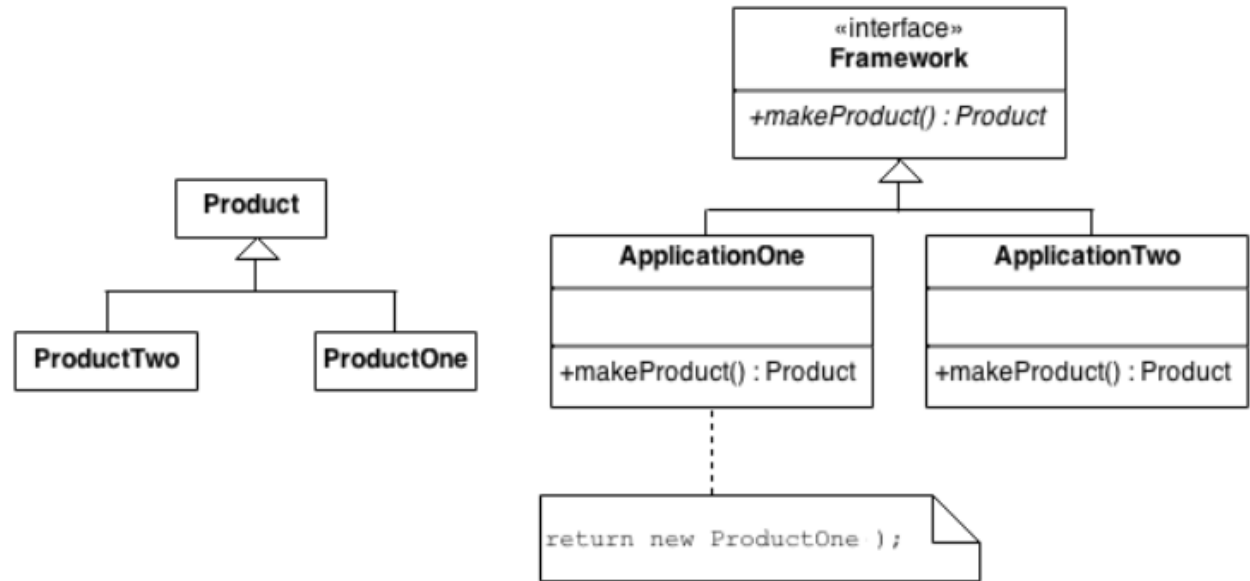 «interface»
Framework
+makeProduct() : Product
Product
ProductTwo
ProductOne
ApplicationOne
+makeProduct() : Product
ApplicationTwo
+makeProduct() : Product
return new ProductOne );